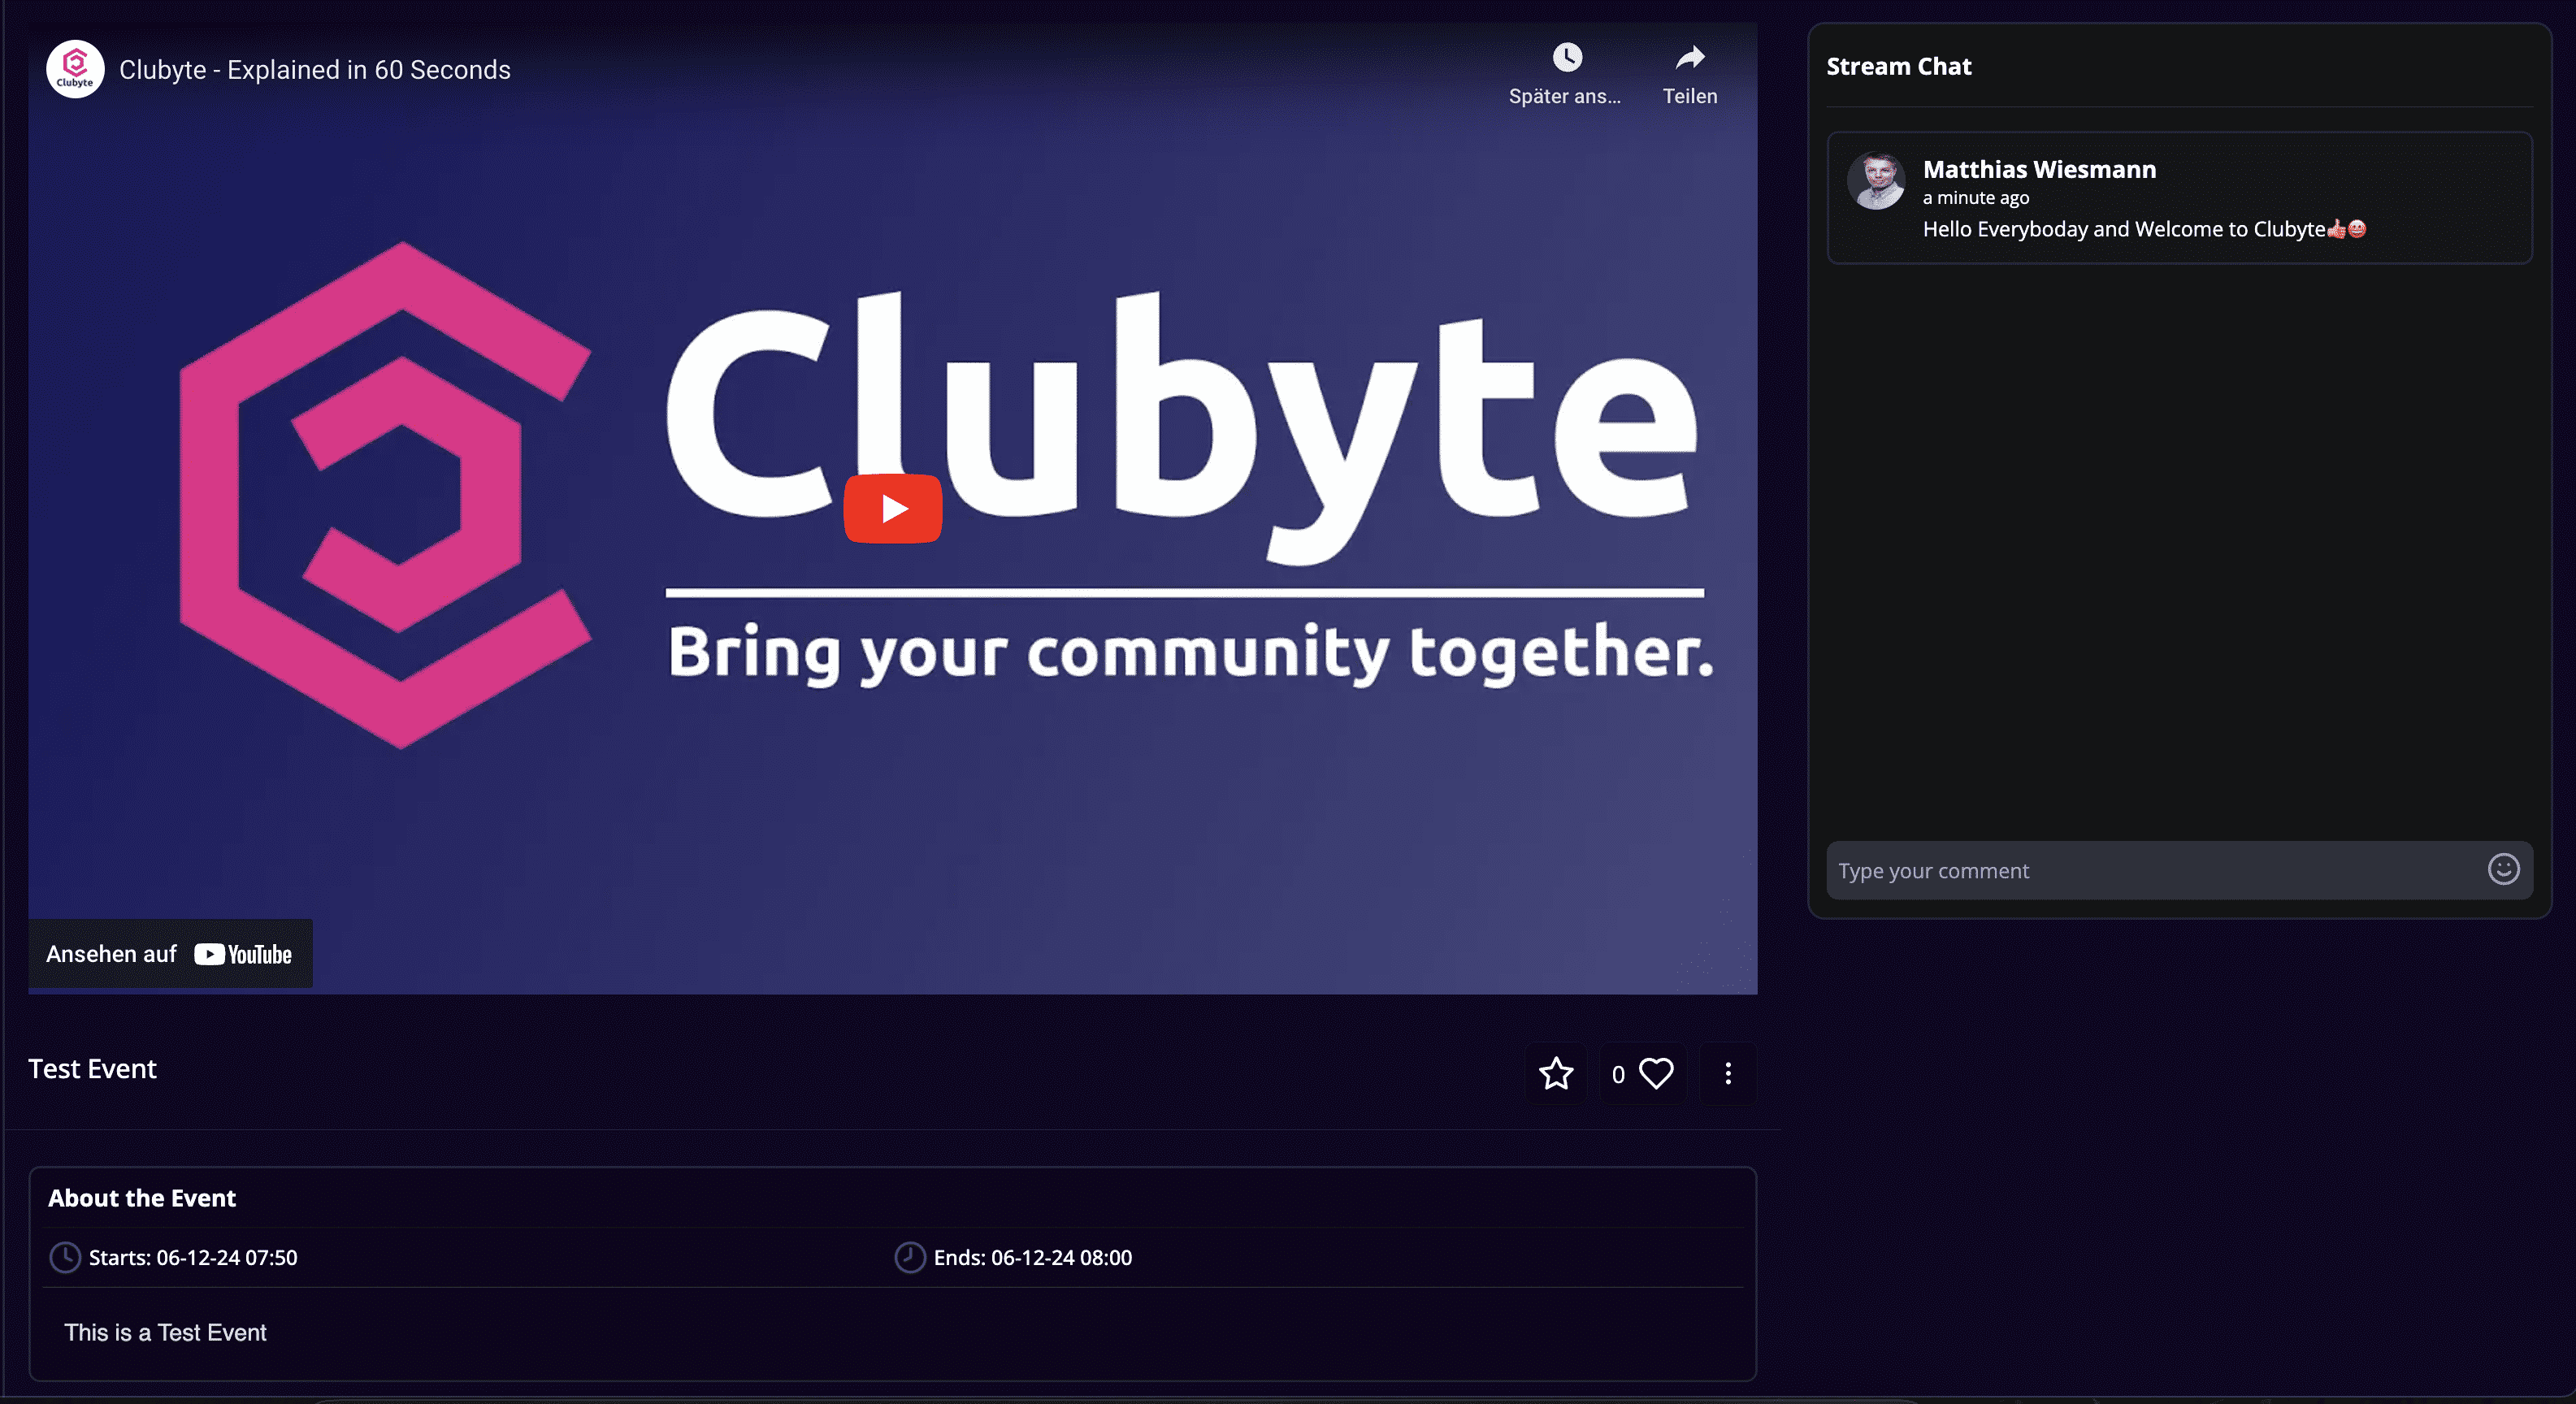 Clubyte
Clubyte - Explained in 60 Seconds
Später ans...
Teilen
Clubyte
Bring your community together.
Ansehen auf YouTube
Stream Chat
Matthias Wiesmann
a minute ago
Hello Everyboday and Welcome to Clubyte👍😀
Type your comment
Test Event
0
About the Event
Starts: 06-12-24 07:50
Ends: 06-12-24 08:00
This is a Test Event